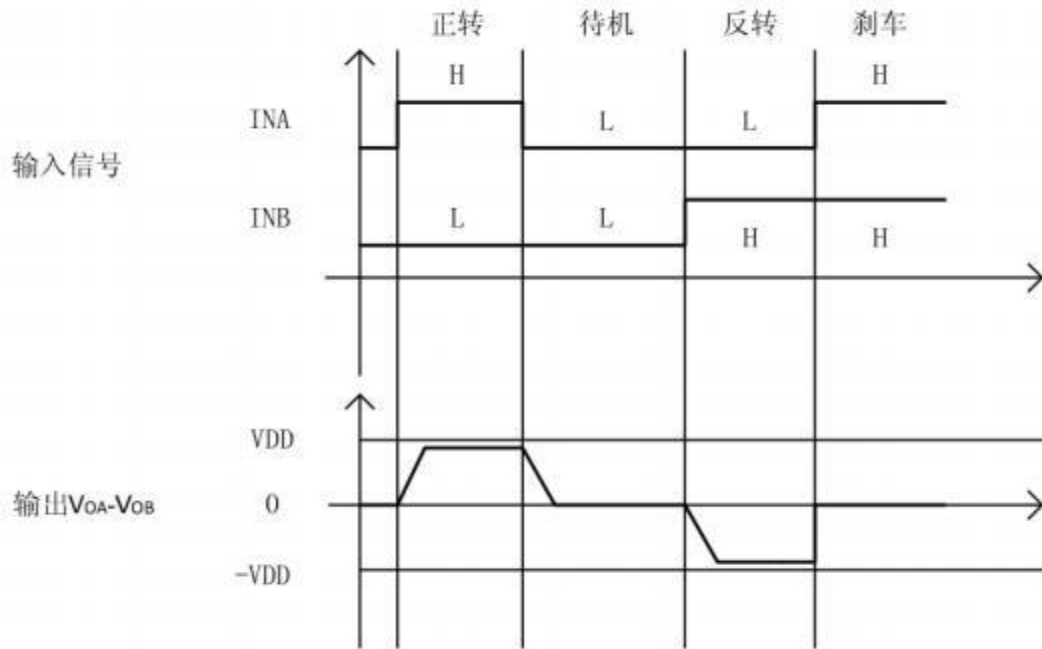 正转 待机 反转 刹车
H H
INA L L
输入信号
INB L L
H H
VDD
输出VOA-VOB 0
-VDD